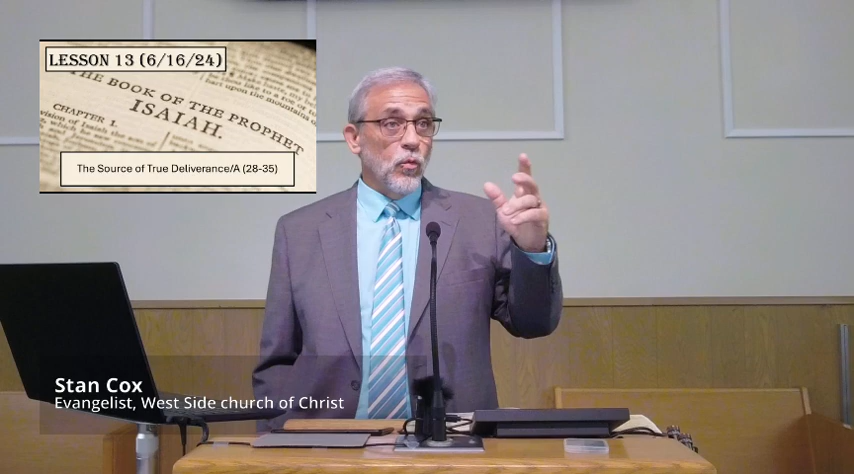 LESSON 13 (6/16/24)
THE BOOK OF THE PROPHET
ISAIAH.
CHAPTER 1.
The Source of True Deliverance/A (28-35)
Stan Cox
Evangelist, West Side church of Christ